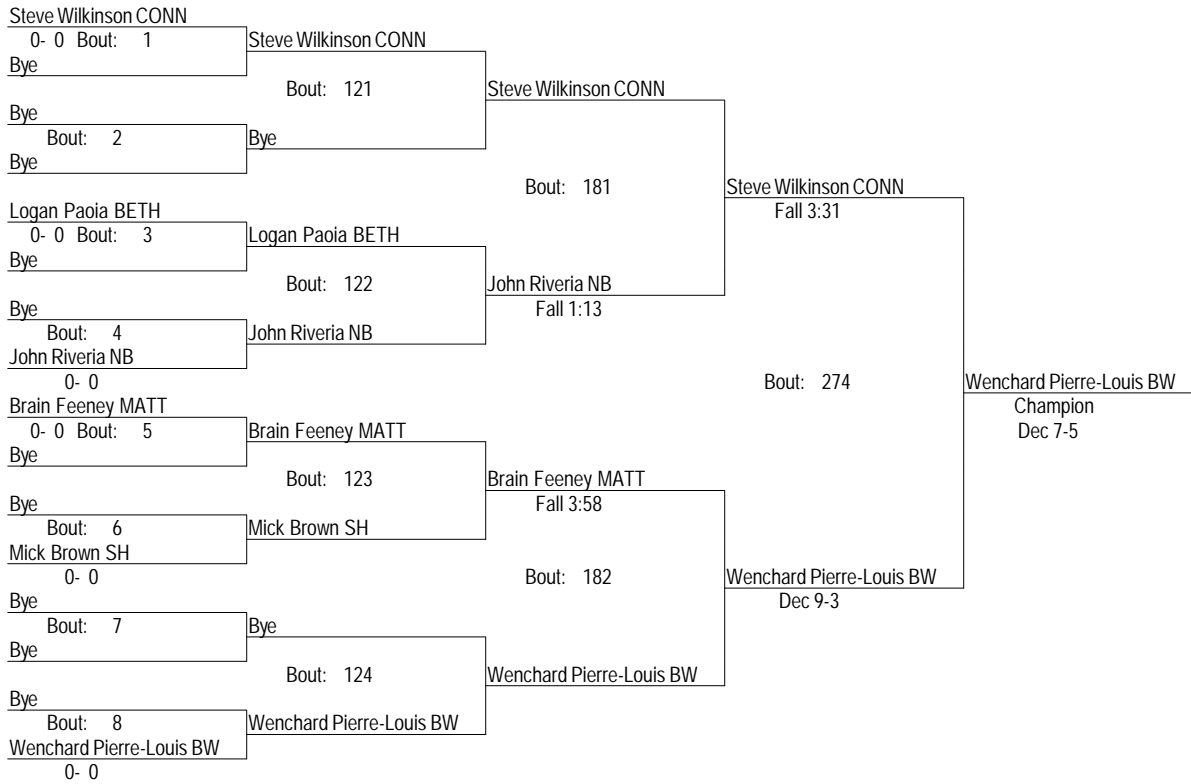 Steve Wilkinson CONN
0- 0 Bout: 1
Steve Wilkinson CONN
Bye
Bout: 121
Steve Wilkinson CONN
Bye
Bout: 2
Bye
Bye
Bout: 181
Steve Wilkinson CONN
Fall 3:31
Logan Paoia BETH
0- 0 Bout: 3
Logan Paoia BETH
Bye
Bout: 122
John Riveria NB
Fall 1:13
Bye
Bout: 4
John Riveria NB
John Riveria NB
0- 0
Bout: 274
Wenchard Pierre-Louis BW
Champion
Dec 7-5
Brain Feeney MATT
0- 0 Bout: 5
Brain Feeney MATT
Bye
Bout: 123
Brain Feeney MATT
Fall 3:58
Bye
Bout: 6
Mick Brown SH
Mick Brown SH
0- 0
Bout: 182
Wenchard Pierre-Louis BW
Dec 9-3
Bye
Bout: 7
Bye
Bye
Bout: 124
Wenchard Pierre-Louis BW
Bye
Bout: 8
Wenchard Pierre-Louis BW
Wenchard Pierre-Louis BW
0- 0